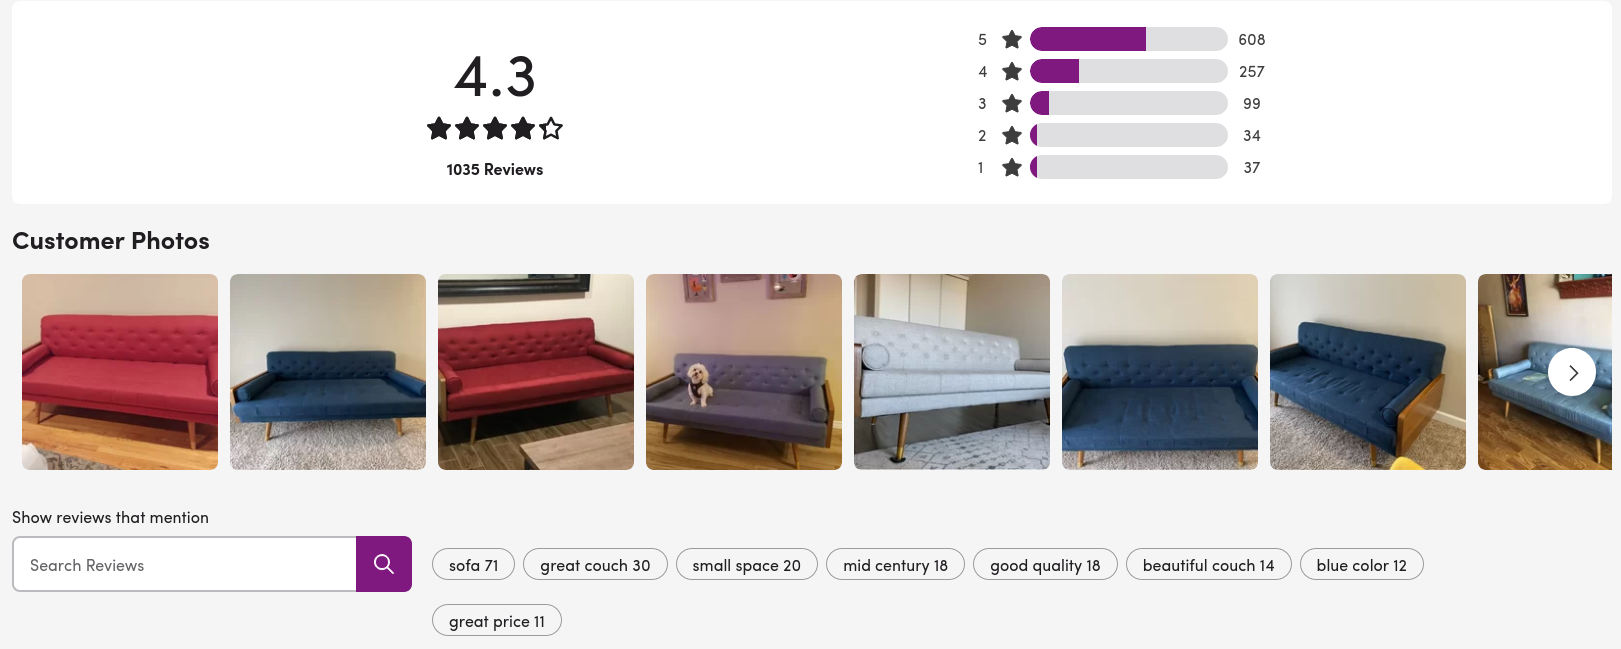 4.3
1035 Reviews
5 608
4 257
3 99
2 34
1 37
Customer Photos
Show reviews that mention
Search Reviews
sofa 71 great couch 30 small space 20 mid century 18 good quality 18 beautiful couch 14 blue color 12
great price 11